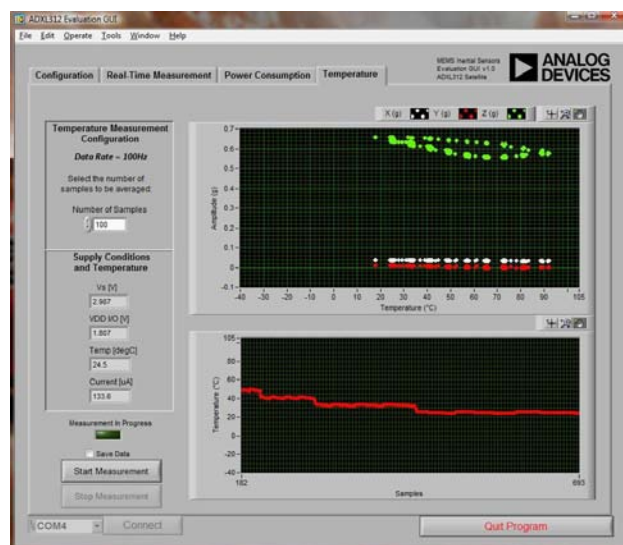 ADXL312 Evaluation GUI
File Edit Operate Tools Window Help
Configuration Real-Time Measurement Power Consumption Temperature
MEMS Inertial Sensors
Evaluation GUI v1.0
ADXL312 Satellite
ANALOG
DEVICES
Temperature Measurement
Configuration
Data Rate = 100Hz
Select the number of
samples to be averaged:
Number of Samples
100
Supply Conditions
and Temperature
Vs [V]
2.907
VDD I/O [V]
1.807
Temp [degC]
24.5
Current [uA]
133.6
Measurement In Progress
Save Data
Start Measurement
Stop Measurement
COM4 Connect
X (g) Y (g) Z (g)
Amplitude (g)
0.7
0.6
0.5
0.4
0.3
0.2
0.1
0
-0.1
-40 -30 -20 -10 0 10 20 30 40 50 60 70 80 90 105
Temperature (°C)
Temperature (°C)
105
80
60
40
20
0
-20
-40
182 693
Samples
Quit Program